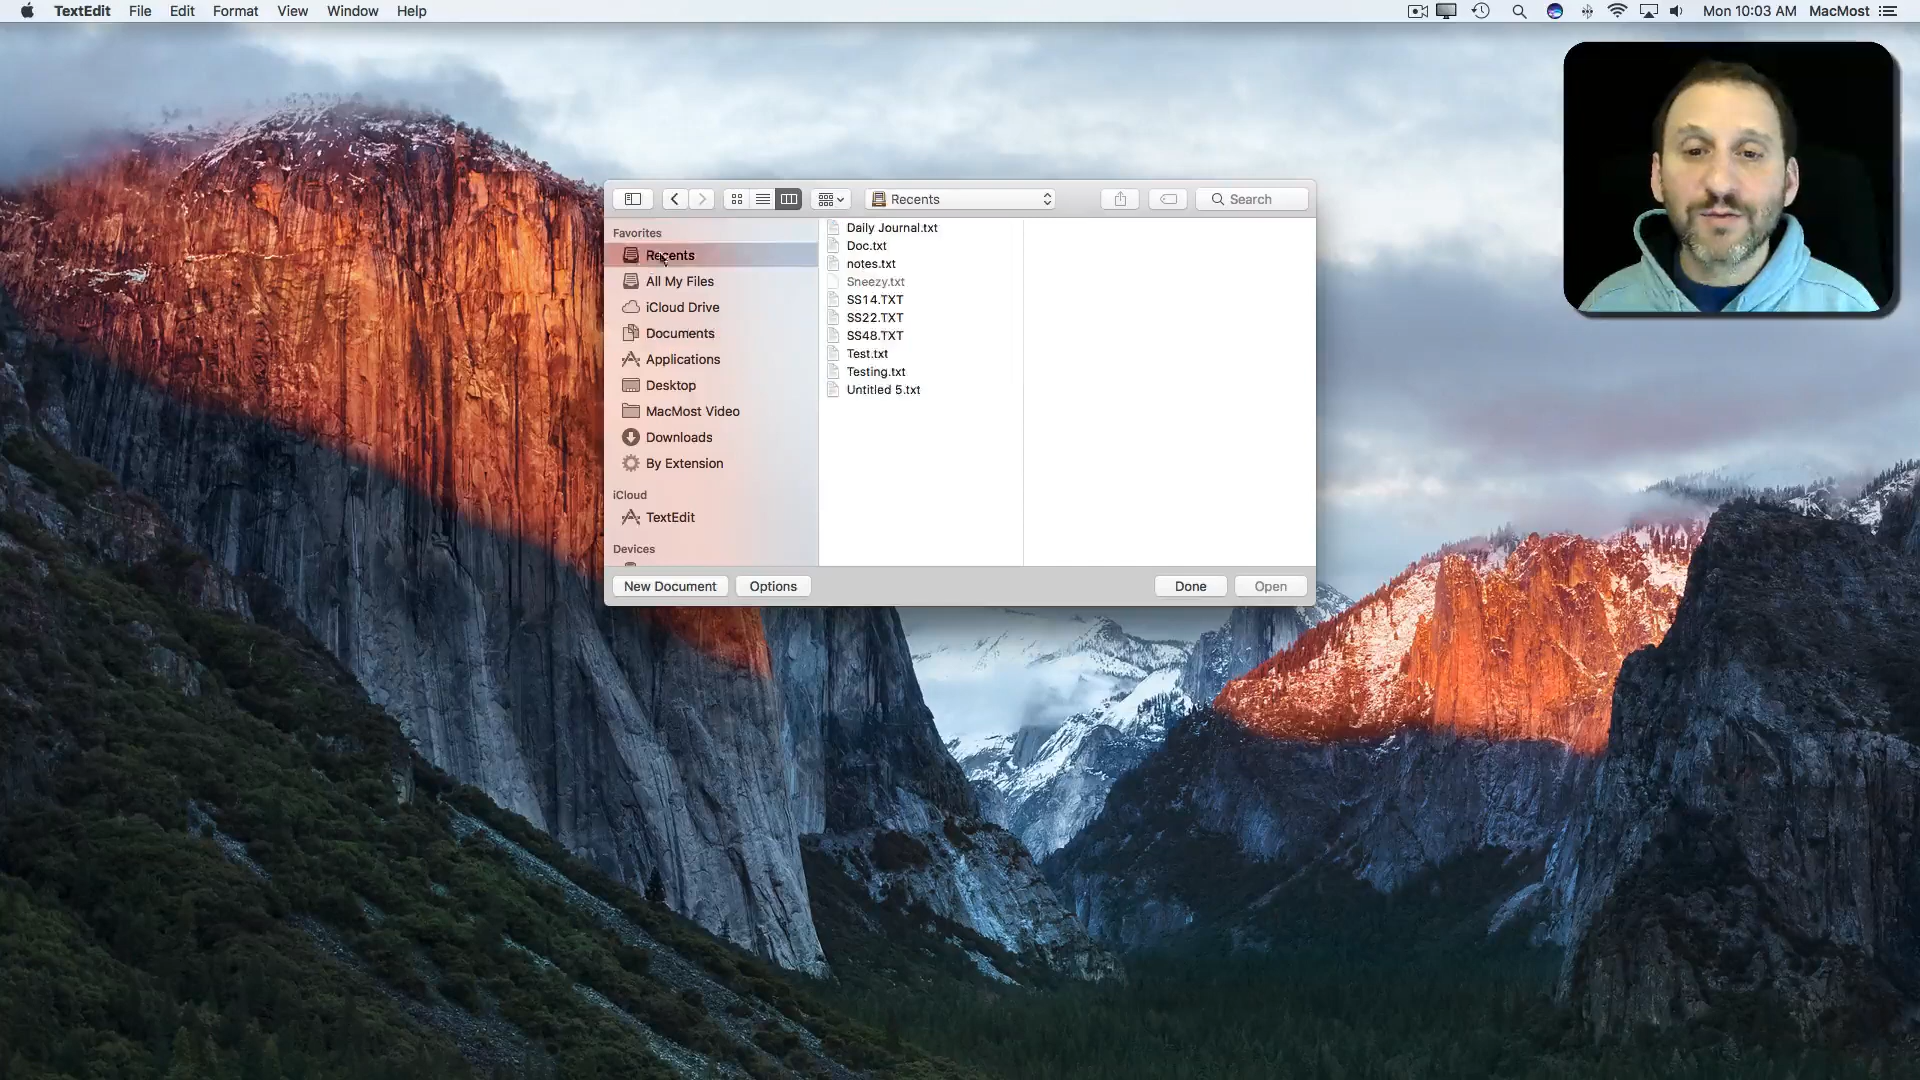 TextEdit File Edit Format View Window Help Mon 10:03 AM MacMost
Recents Search
Favorites
Recents
All My Files
iCloud Drive
Documents
Applications
Desktop
MacMost Video
Downloads
By Extension
iCloud
TextEdit
Devices
Daily Journal.txt
Doc.txt
notes.txt
Sneezy.txt
SS14.TXT
SS22.TXT
SS48.TXT
Test.txt
Testing.txt
Untitled 5.txt
New Document Options Done Open